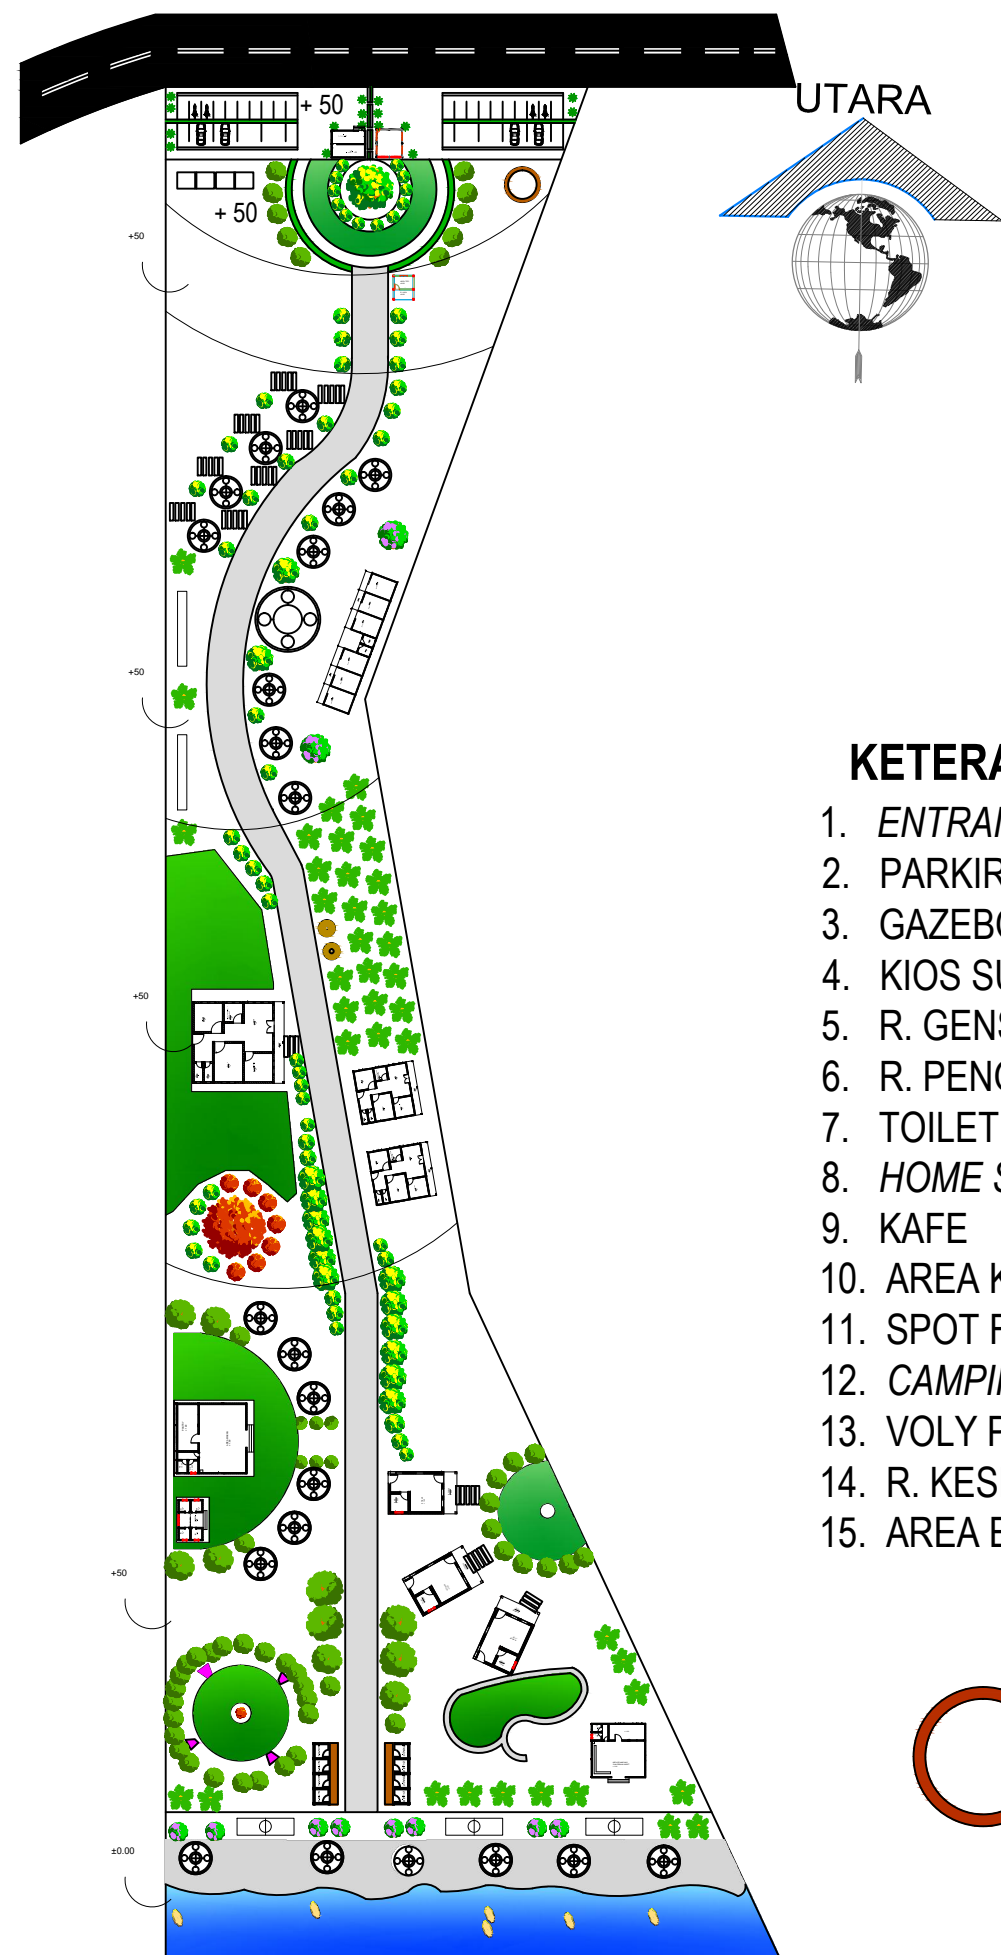 + 50
UTARA
+ 50
+50
+50
KETERA
1. ENTRAN
2. PARKIR
3. GAZEBO
4. KIOS SU
5. R. GENS
+50
6. R. PENG
7. TOILET
8. HOME S
9. KAFE
10. AREA K
11. SPOT F
12. CAMPIN
13. VOLY P
14. R. KES
15. AREA B
+50
±0.00